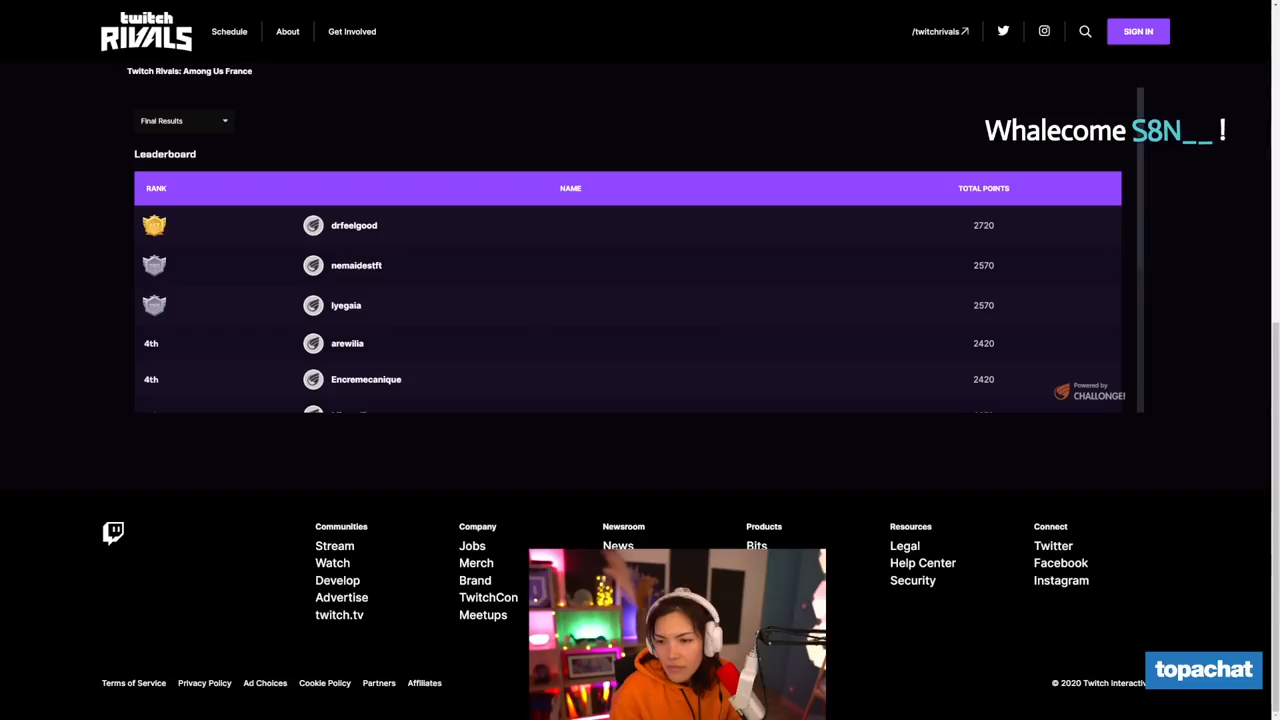 twitch
RIVALS
Schedule
About
Get Involved
/twitchrivals
SIGN IN
Twitch Rivals: Among Us France
Final Results
Whalecome S8N__ !
Leaderboard
RANK NAME TOTAL POINTS
drfeelgood 2720
nemaidestft 2570
lyegaia 2570
4th arewilia 2420
4th Encremecanique 2420
Powered by
CHALLONGE!
Communities
Stream
Watch
Develop
Advertise
twitch.tv
Company
Jobs
Merch
Brand
TwitchCon
Meetups
Newsroom
News
Products
Bits
Resources
Legal
Help Center
Security
Connect
Twitter
Facebook
Instagram
topachat
Terms of Service
Privacy Policy
Ad Choices
Cookie Policy
Partners
Affiliates
© 2020 Twitch